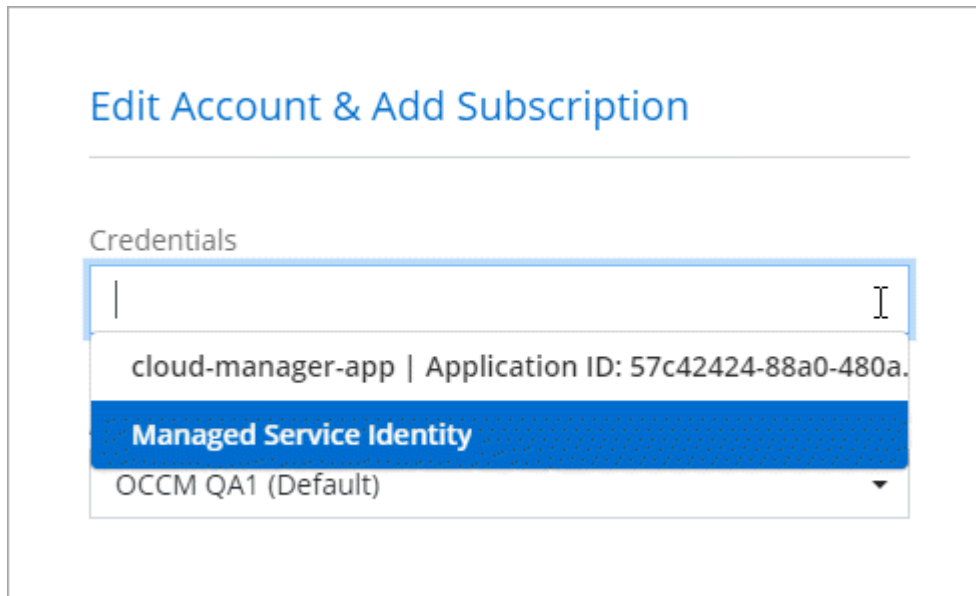 Edit Account & Add Subscription
Credentials
cloud-manager-app | Application ID: 57c42424-88a0-480a.
Managed Service Identity
OCCM QA1 (Default)